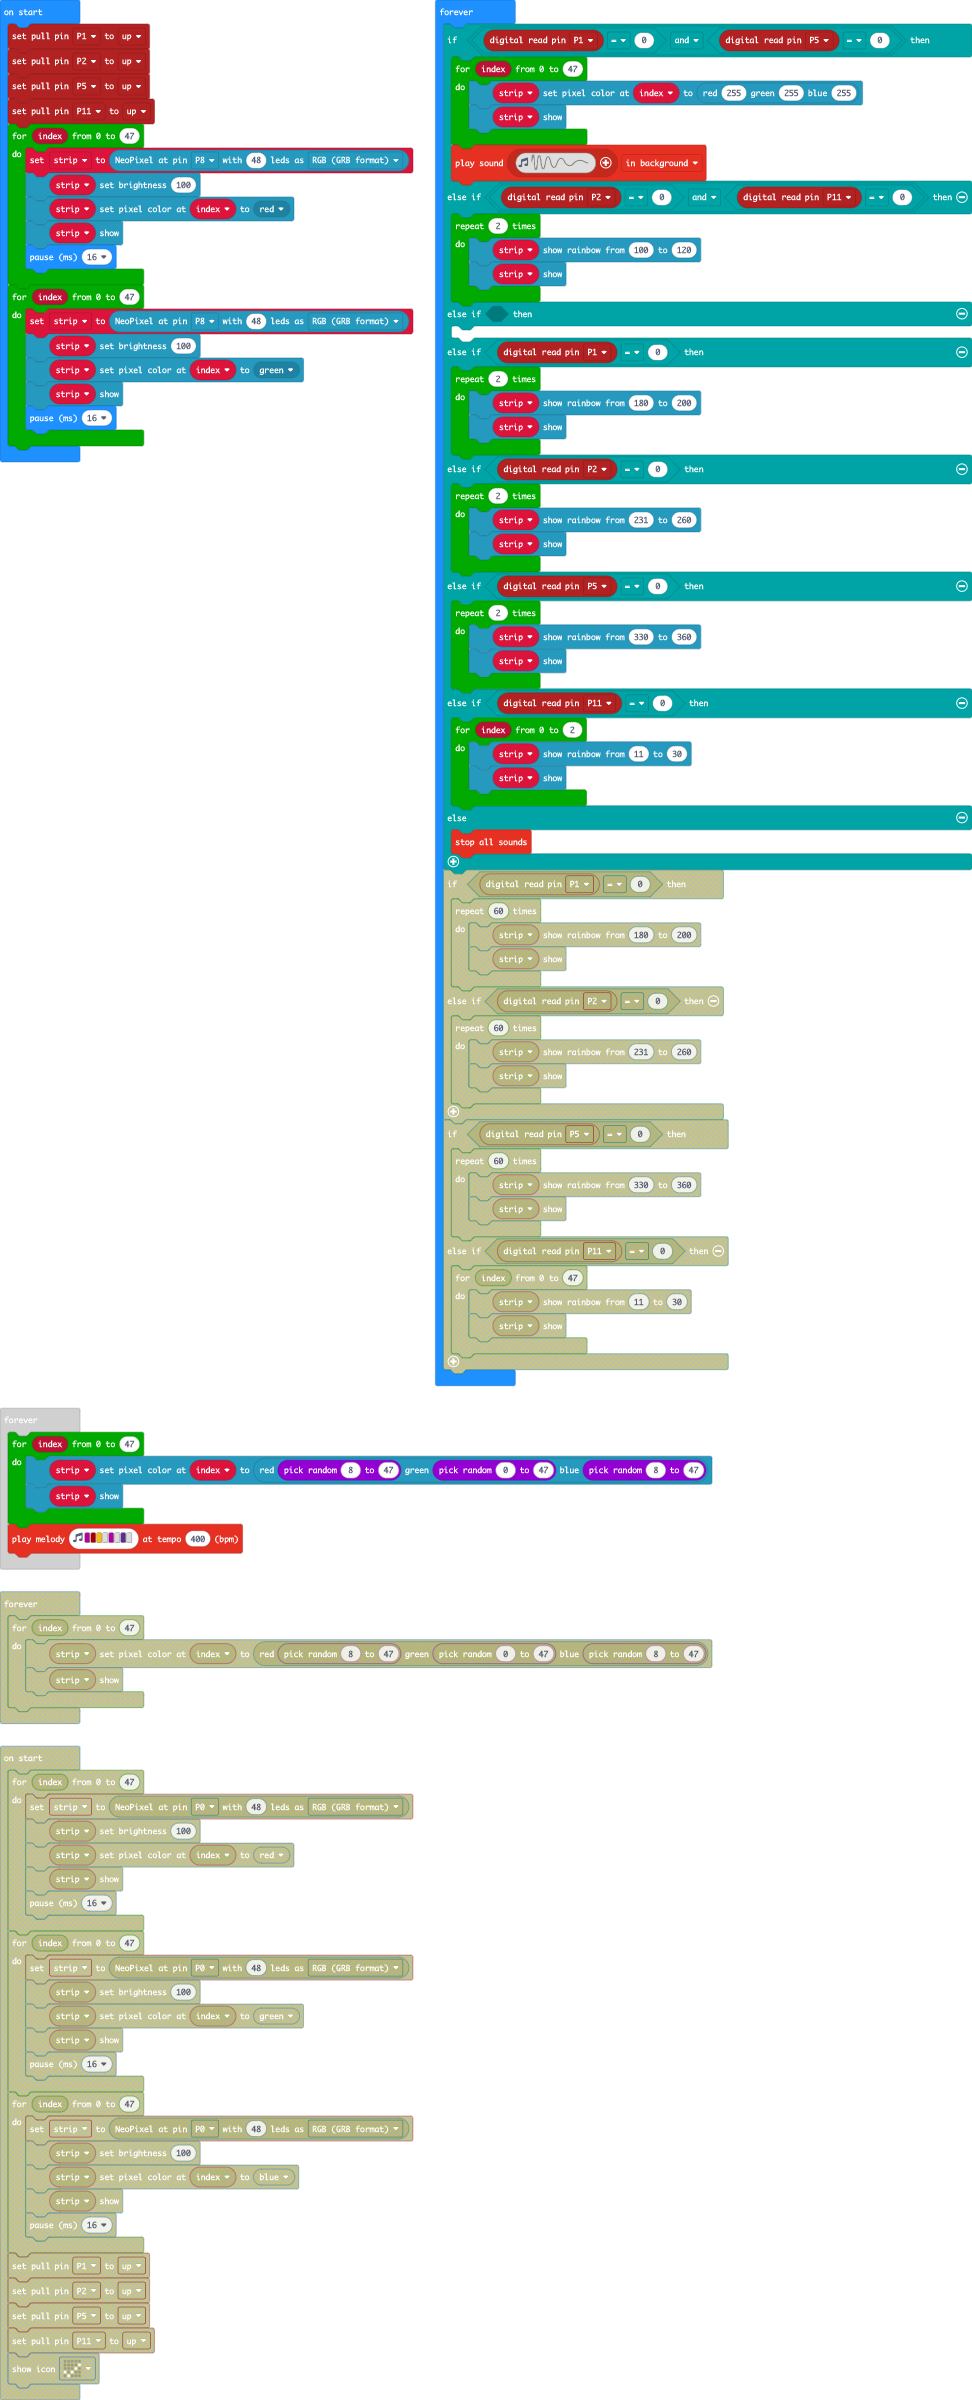 on start
set pull pin P1 to up
set pull pin P2 to up
set pull pin P5 to up
set pull pin P11 to up
for index from 0 to 47
do
set strip to NeoPixel at pin P8 with 48 leds as RGB (GRB format)
strip set brightness 100
strip set pixel color at index to red
strip show
pause (ms) 16
for index from 0 to 47
do
set strip to NeoPixel at pin P8 with 48 leds as RGB (GRB format)
strip set brightness 100
strip set pixel color at index to green
strip show
pause (ms) 16
forever
if digital read pin P1 = 0 and digital read pin P5 = 0 then
for index from 0 to 47
do
strip set pixel color at index to red 255 green 255 blue 255
strip show
play sound in background
else if digital read pin P2 = 0 and digital read pin P11 = 0 then
repeat 2 times
do
strip show rainbow from 100 to 120
strip show
else if then
else if digital read pin P1 = 0 then
repeat 2 times
do
strip show rainbow from 180 to 200
strip show
else if digital read pin P2 = 0 then
repeat 2 times
do
strip show rainbow from 231 to 260
strip show
else if digital read pin P5 = 0 then
repeat 2 times
do
strip show rainbow from 330 to 360
strip show
else if digital read pin P11 = 0 then
for index from 0 to 2
do
strip show rainbow from 11 to 30
strip show
else
stop all sounds
if digital read pin P1 = 0 then
repeat 60 times
do
strip show rainbow from 180 to 200
strip show
else if digital read pin P2 = 0 then
repeat 60 times
do
strip show rainbow from 231 to 260
strip show
if digital read pin P5 = 0 then
repeat 60 times
do
strip show rainbow from 330 to 360
strip show
else if digital read pin P11 = 0 then
for index from 0 to 47
do
strip show rainbow from 11 to 30
strip show
forever
for index from 0 to 47
do
strip set pixel color at index to red pick random 8 to 47 green pick random 0 to 47 blue pick random 8 to 47
strip show
play melody at tempo 400 (bpm)
forever
for index from 0 to 47
do
strip set pixel color at index to red pick random 8 to 47 green pick random 0 to 47 blue pick random 8 to 47
strip show
on start
for index from 0 to 47
do
set strip to NeoPixel at pin P0 with 48 leds as RGB (GRB format)
strip set brightness 100
strip set pixel color at index to red
strip show
pause (ms) 16
for index from 0 to 47
do
set strip to NeoPixel at pin P0 with 48 leds as RGB (GRB format)
strip set brightness 100
strip set pixel color at index to green
strip show
pause (ms) 16
for index from 0 to 47
do
set strip to NeoPixel at pin P0 with 48 leds as RGB (GRB format)
strip set brightness 100
strip set pixel color at index to blue
strip show
pause (ms) 16
set pull pin P1 to up
set pull pin P2 to up
set pull pin P5 to up
set pull pin P11 to up
show icon